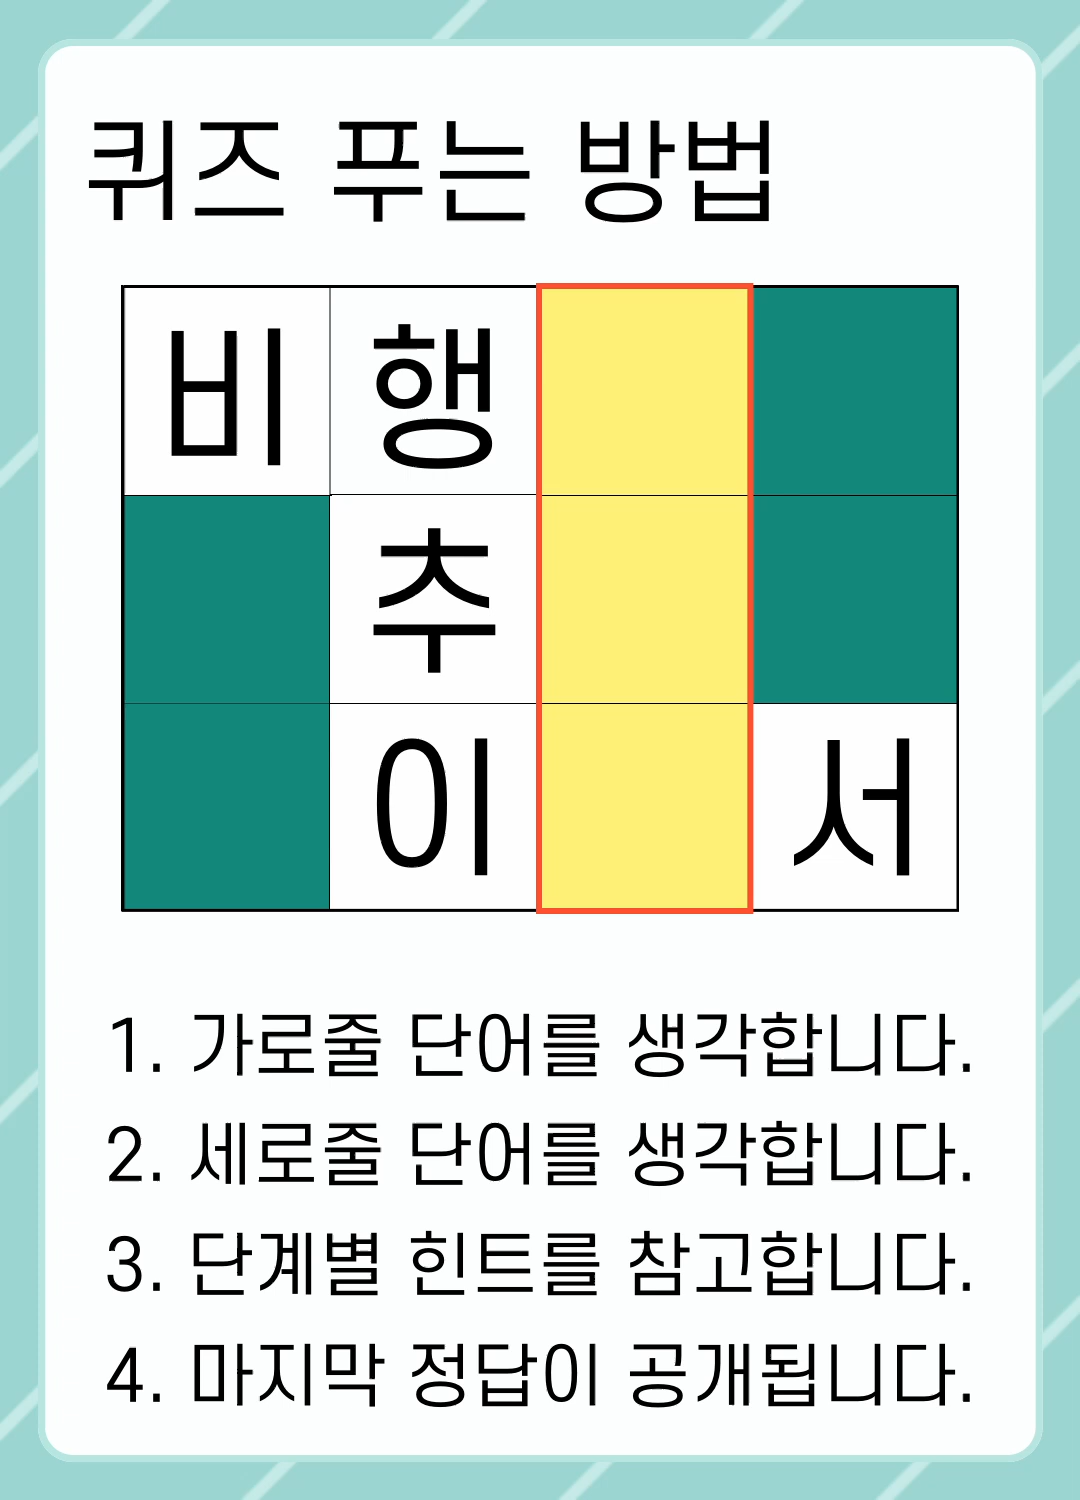 퀴즈 푸는 방법
비 행
추
이 서
1. 가로줄 단어를 생각합니다.
2. 세로줄 단어를 생각합니다.
3. 단계별 힌트를 참고합니다.
4. 마지막 정답이 공개됩니다.